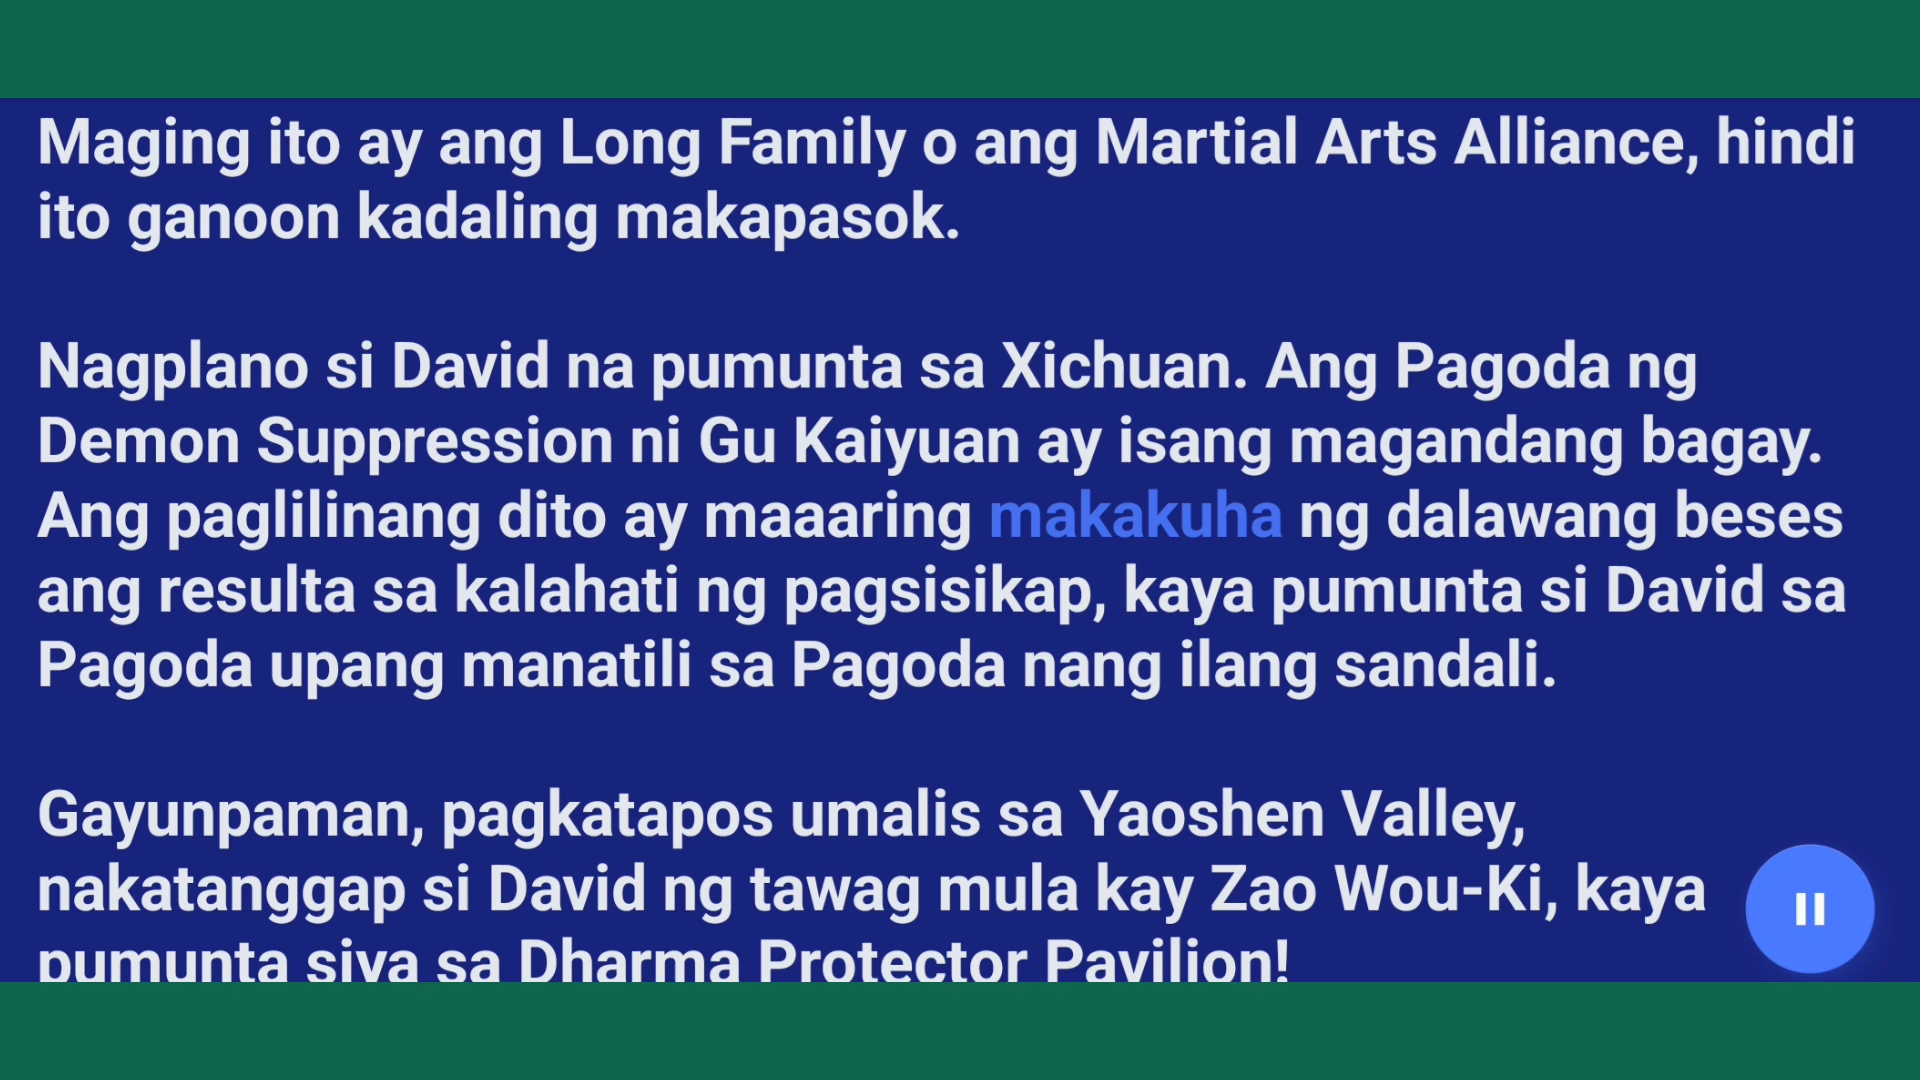 Maging ito ay ang Long Family o ang Martial Arts Alliance, hindi
ito ganoon kadaling makapasok.
Nagplano si David na pumunta sa Xichuan. Ang Pagoda ng
Demon Suppression ni Gu Kaiyuan ay isang magandang bagay.
Ang paglilinang dito ay maaaring makakuha ng dalawang beses
ang resulta sa kalahati ng pagsisikap, kaya pumunta si David sa
Pagoda upang manatili sa Pagoda nang ilang sandali.
Gayunpaman, pagkatapos umalis sa Yaoshen Valley,
nakatanggap si David ng tawag mula kay Zao Wou-Ki, kaya
pumunta siya sa Dharma Protector Pavilion!